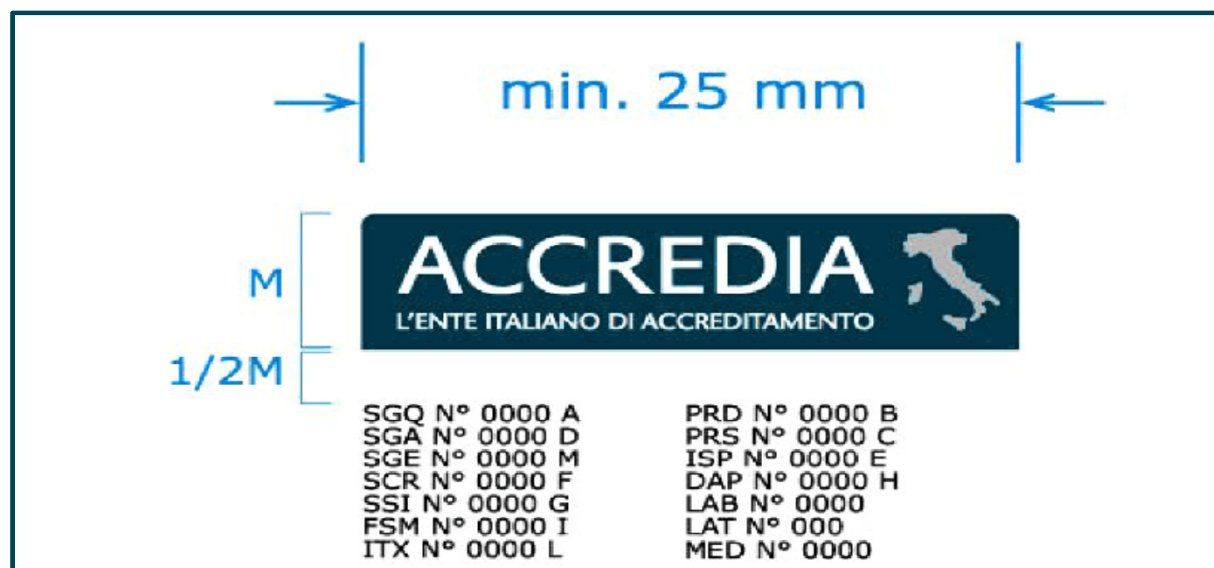 min. 25 mm
M
ACCREDIA
L'ENTE ITALIANO DI ACCREDITAMENTO
1/2M
SGQ N° 0000 A
SGA N° 0000 D
SGE N° 0000 M
SCR N° 0000 F
SSI N° 0000 G
FSM N° 0000 I
ITX N° 0000 L
PRD N° 0000 B
PRS N° 0000 C
ISP N° 0000 E
DAP N° 0000 H
LAB N° 0000
LAT N° 000
MED N° 0000